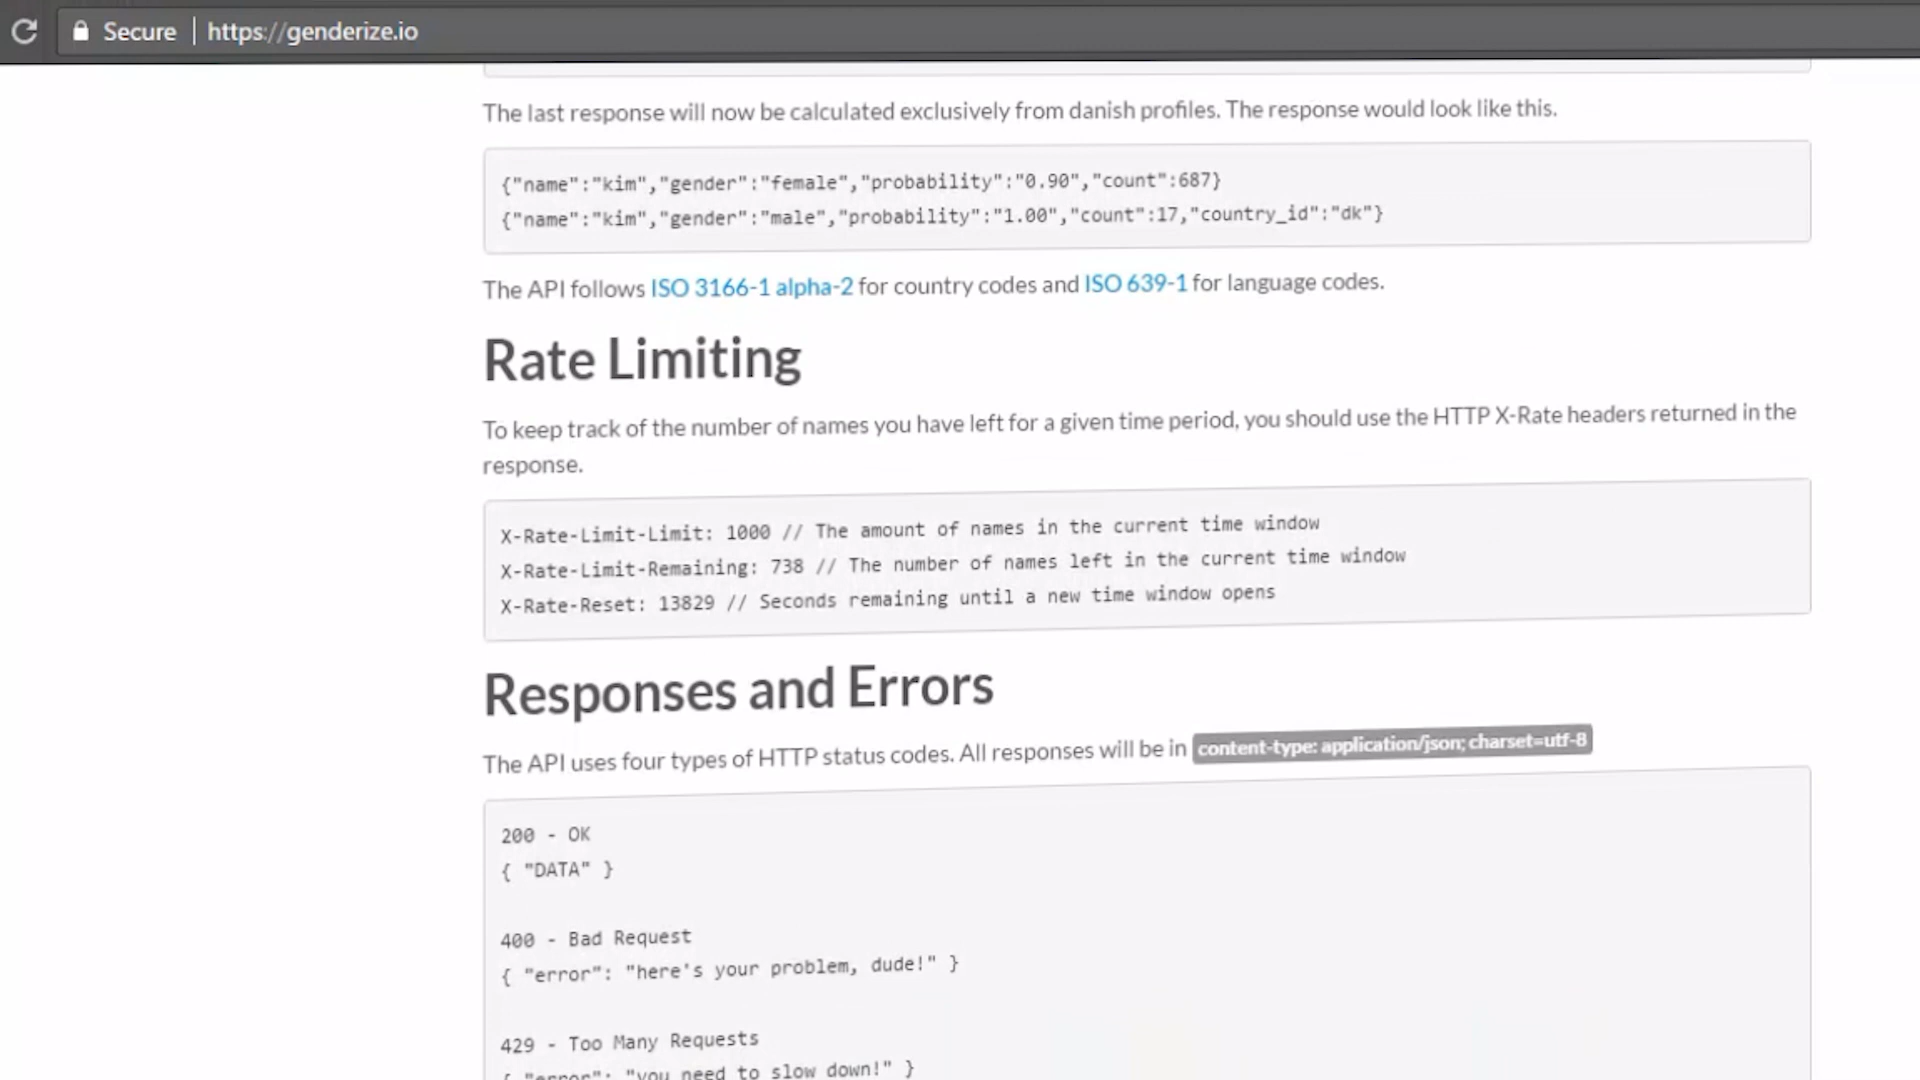 Secure | https://genderize.io
The last response will now be calculated exclusively from danish profiles. The response would look like this.
{"name":"kim","gender":"female","probability":"0.90","count":687}
{"name":"kim","gender":"male","probability":"1.00","count":17,"country_id":"dk"}
The API follows ISO 3166-1 alpha-2 for country codes and ISO 639-1 for language codes.
Rate Limiting
To keep track of the number of names you have left for a given time period, you should use the HTTP X-Rate headers returned in the
response.
X-Rate-Limit-Limit: 1000 // The amount of names in the current time window
X-Rate-Limit-Remaining: 738 // The number of names left in the current time window
X-Rate-Reset: 13829 // Seconds remaining until a new time window opens
Responses and Errors
The API uses four types of HTTP status codes. All responses will be in content-type: application/json; charset=utf-8
200 - OK
{ "DATA" }
400 - Bad Request
{ "error": "here's your problem, dude!" }
429 - Too Many Requests
{ "error": "you need to slow down!" }